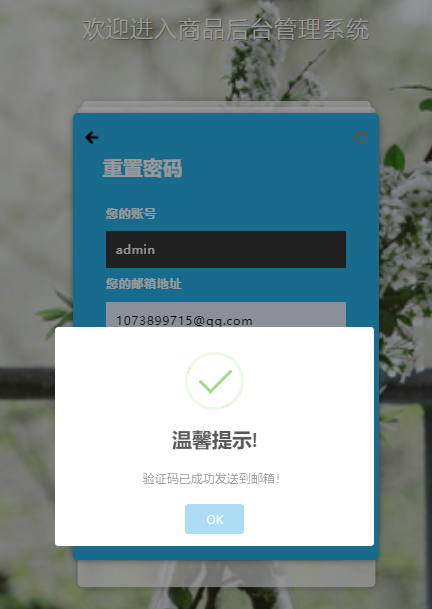 欢迎进入商品后台管理系统
重置密码
您的账号
admin
您的邮箱地址
1073899715@qq.com
温馨提示!
验证码已成功发送到邮箱!
OK